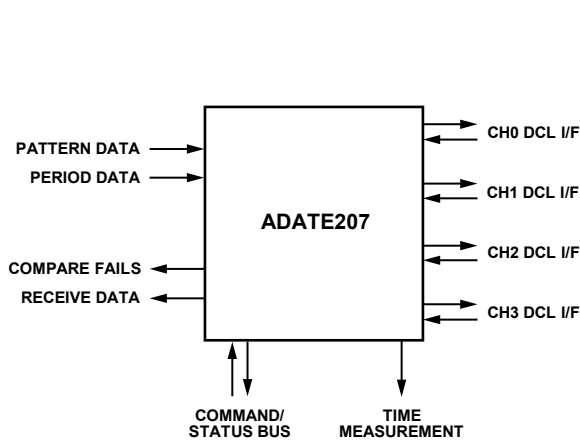 PATTERN DATA
PERIOD DATA
COMPARE FAILS
RECEIVE DATA
ADATE207
CH0 DCL I/F
CH1 DCL I/F
CH2 DCL I/F
CH3 DCL I/F
COMMAND/
STATUS BUS
TIME
MEASUREMENT